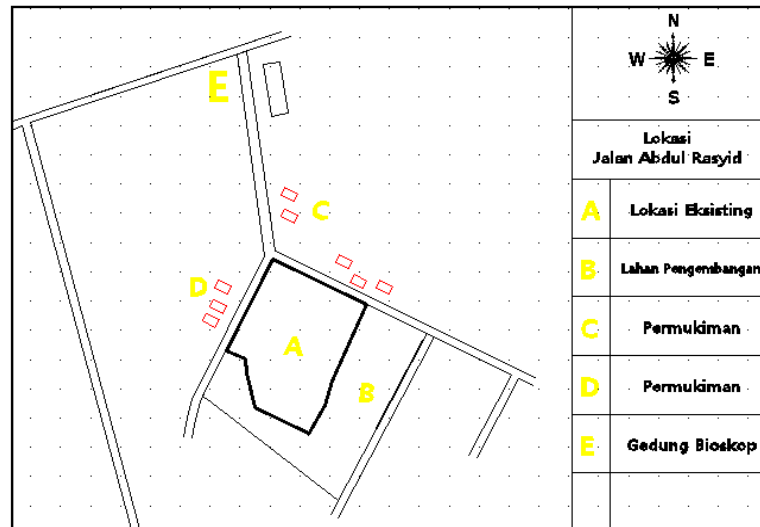 N
W E
S
Lokasi
Jalan Abdul Rasyid
A Lokasi Eksisting
B Lahan Pengembangan
C Permukiman
D Permukiman
E Gedung Bioskop
E
C
D
A
B